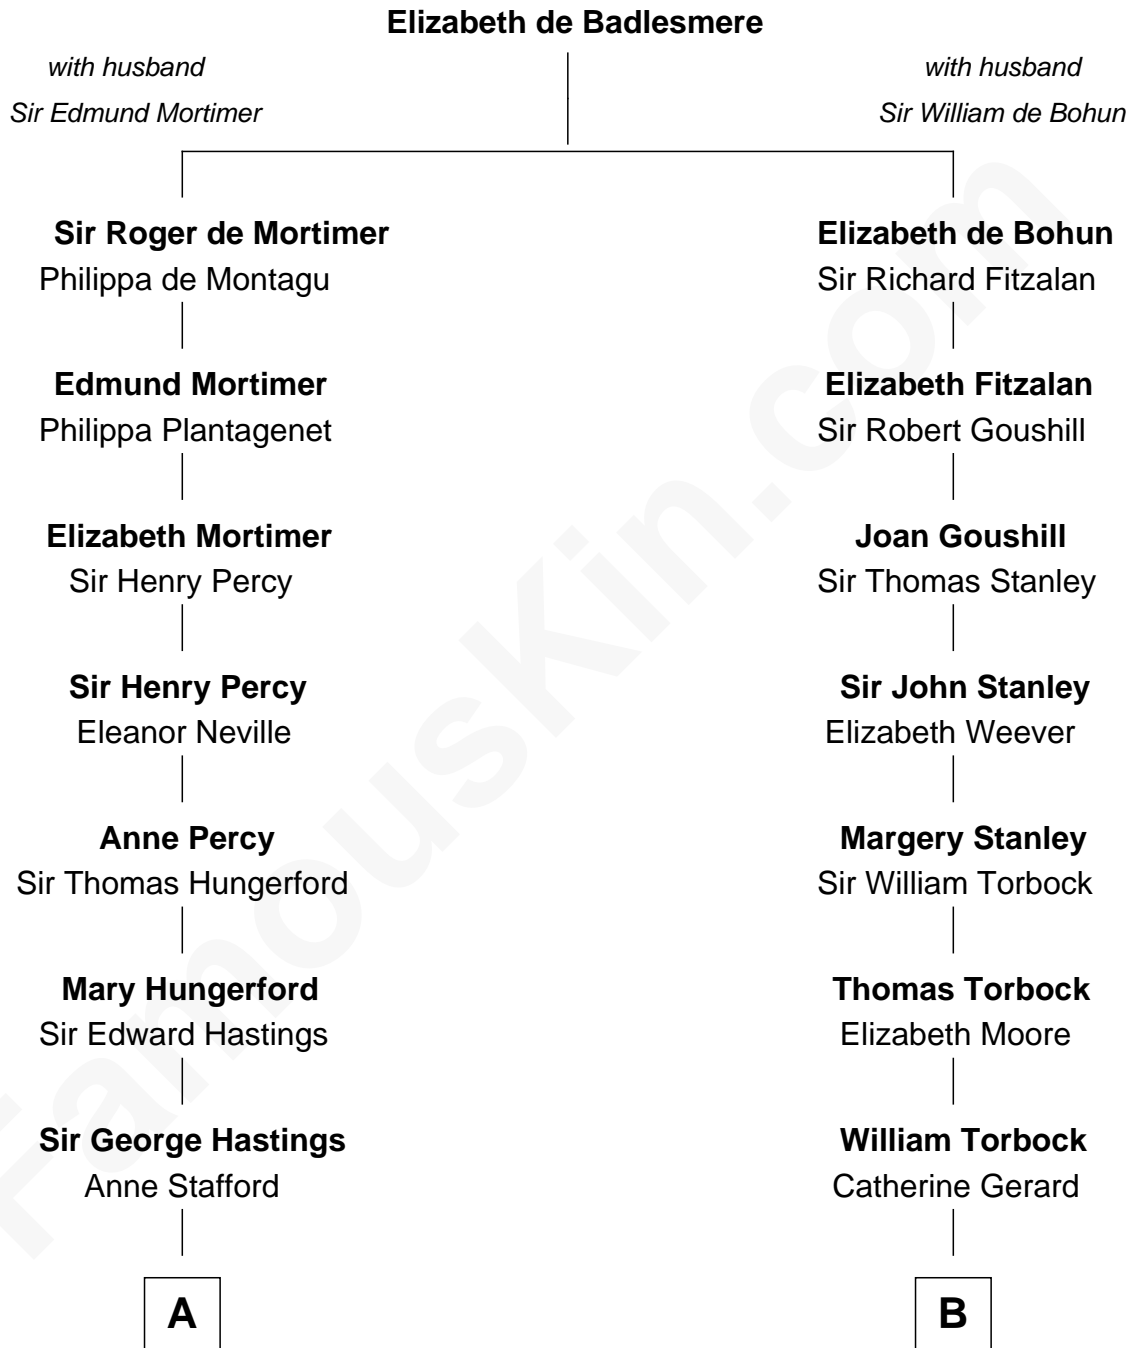 Elizabeth de Badlesmere
with husband
Sir Edmund Mortimer
with husband
Sir William de Bohun
Sir Roger de Mortimer
Philippa de Montagu
Elizabeth de Bohun
Sir Richard Fitzalan
Edmund Mortimer
Philippa Plantagenet
Elizabeth Fitzalan
Sir Robert Goushill
Elizabeth Mortimer
Sir Henry Percy
Joan Goushill
Sir Thomas Stanley
Sir Henry Percy
Eleanor Neville
Sir John Stanley
Elizabeth Weever
Anne Percy
Sir Thomas Hungerford
Margery Stanley
Sir William Torbock
Mary Hungerford
Sir Edward Hastings
Thomas Torbock
Elizabeth Moore
Sir George Hastings
Anne Stafford
William Torbock
Catherine Gerard
A
B
FamousKin.com